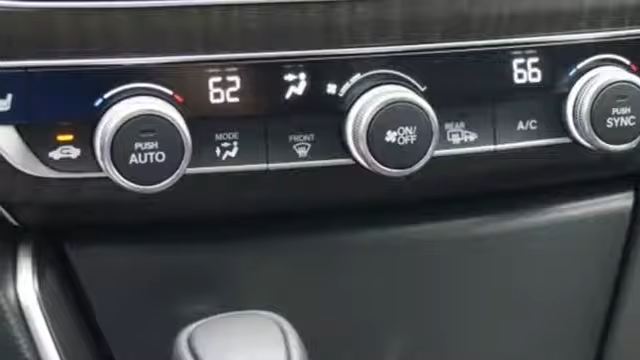 62
66
PUSH
AUTO
MODE
FRONT
ON/
OFF
REAR
A/C
PUSH
SYNC